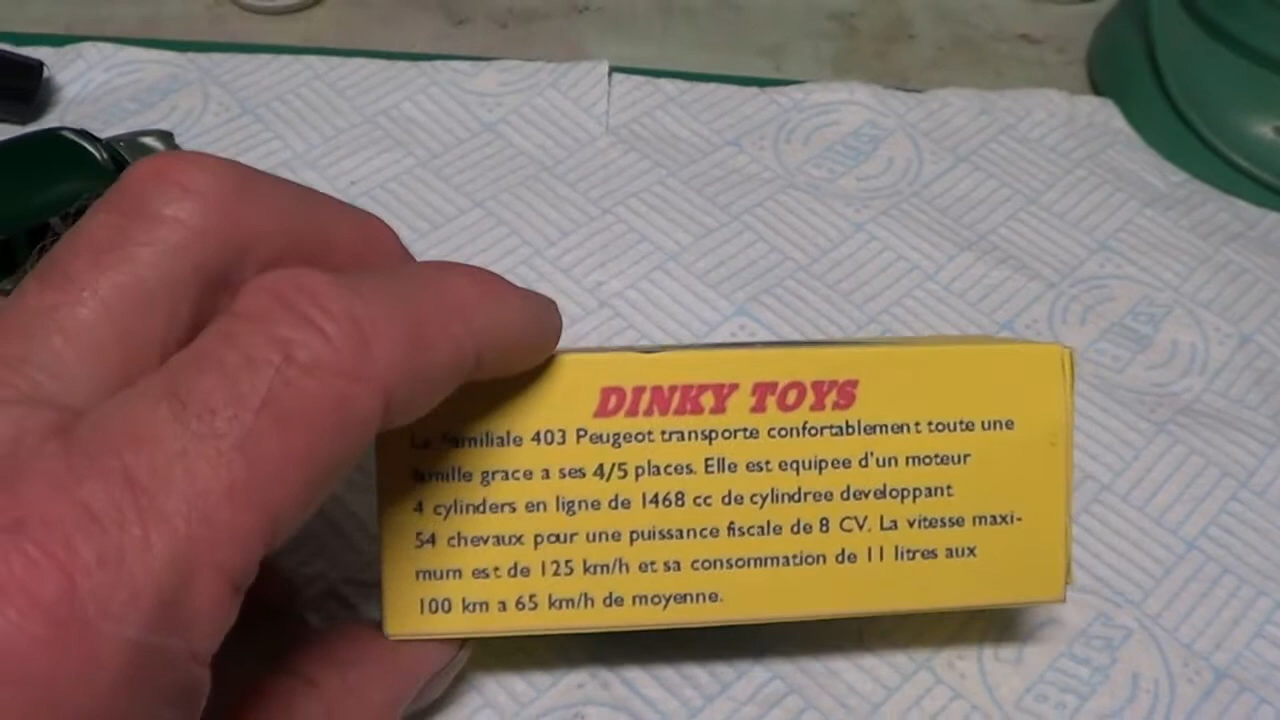 DINKY TOYS
La familiale 403 Peugeot transporte confortablement toute une
famille grace a ses 4/5 places. Elle est equipee d'un moteur
4 cylinders en ligne de 1468 cc de cylindree developpant
54 chevaux pour une puissance fiscale de 8 CV. La vitesse maxi-
mum est de 125 km/h et sa consommation de 11 litres aux
100 km a 65 km/h de moyenne.